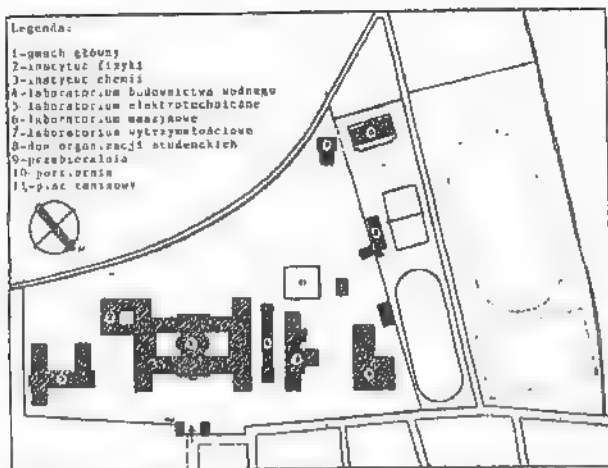 Legenda:
1-gmach główny
2-instytut fizyki
3-instytut chemii
4-laboratorium budownictwa wodnego
5 laboratorium elektrotechniczne
6-laboratorium maszynowe
7-laboratorium wytrzymałościowe
8-dom organizacji studenckich
9-przebieralnia
10 portiernia
11-plac tenisowy